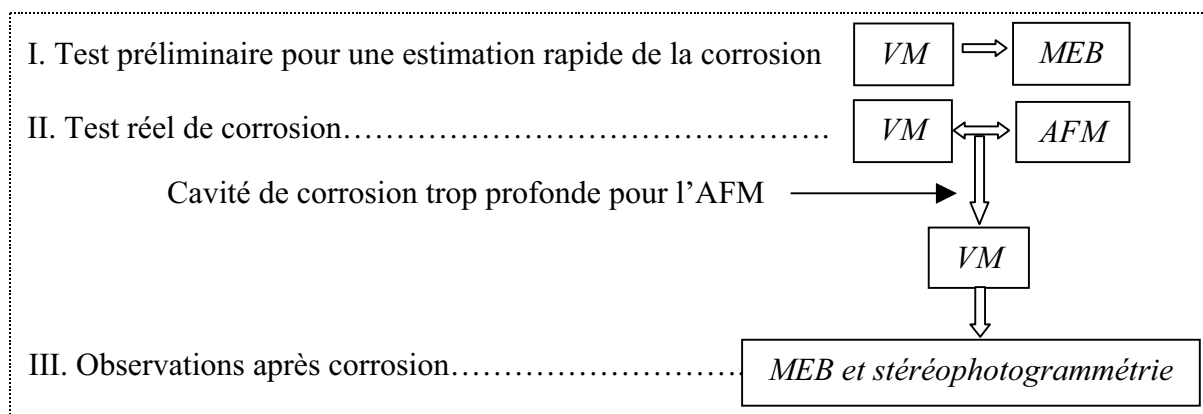 I. Test préliminaire pour une estimation rapide de la corrosion VM MEB
II. Test réel de corrosion…………………………………………. VM AFM
Cavité de corrosion trop profonde pour l’AFM
VM
III. Observations après corrosion………………………. MEB et stéréophotogrammétrie